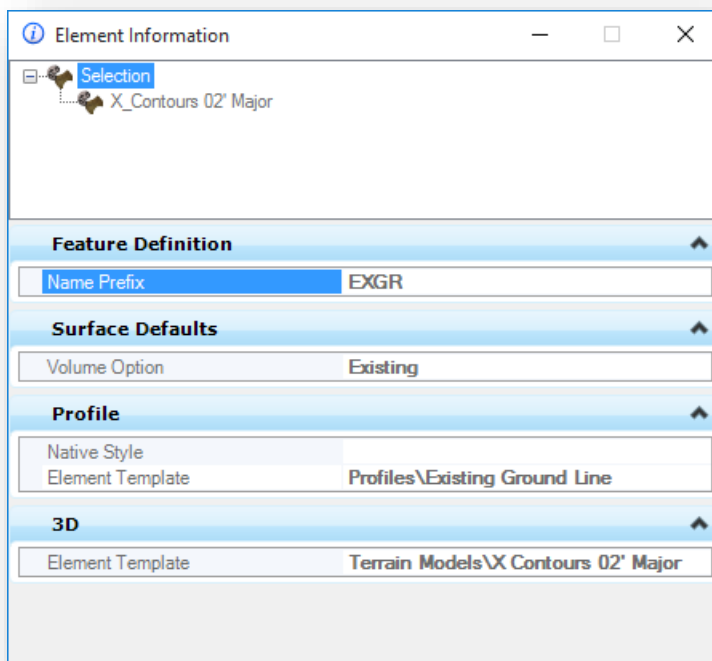 Element Information
Selection
X_Contours 02' Major
Feature Definition
Name Prefix EXGR
Surface Defaults
Volume Option Existing
Profile
Native Style
Element Template Profiles\Existing Ground Line
3D
Element Template Terrain Models\X Contours 02' Major